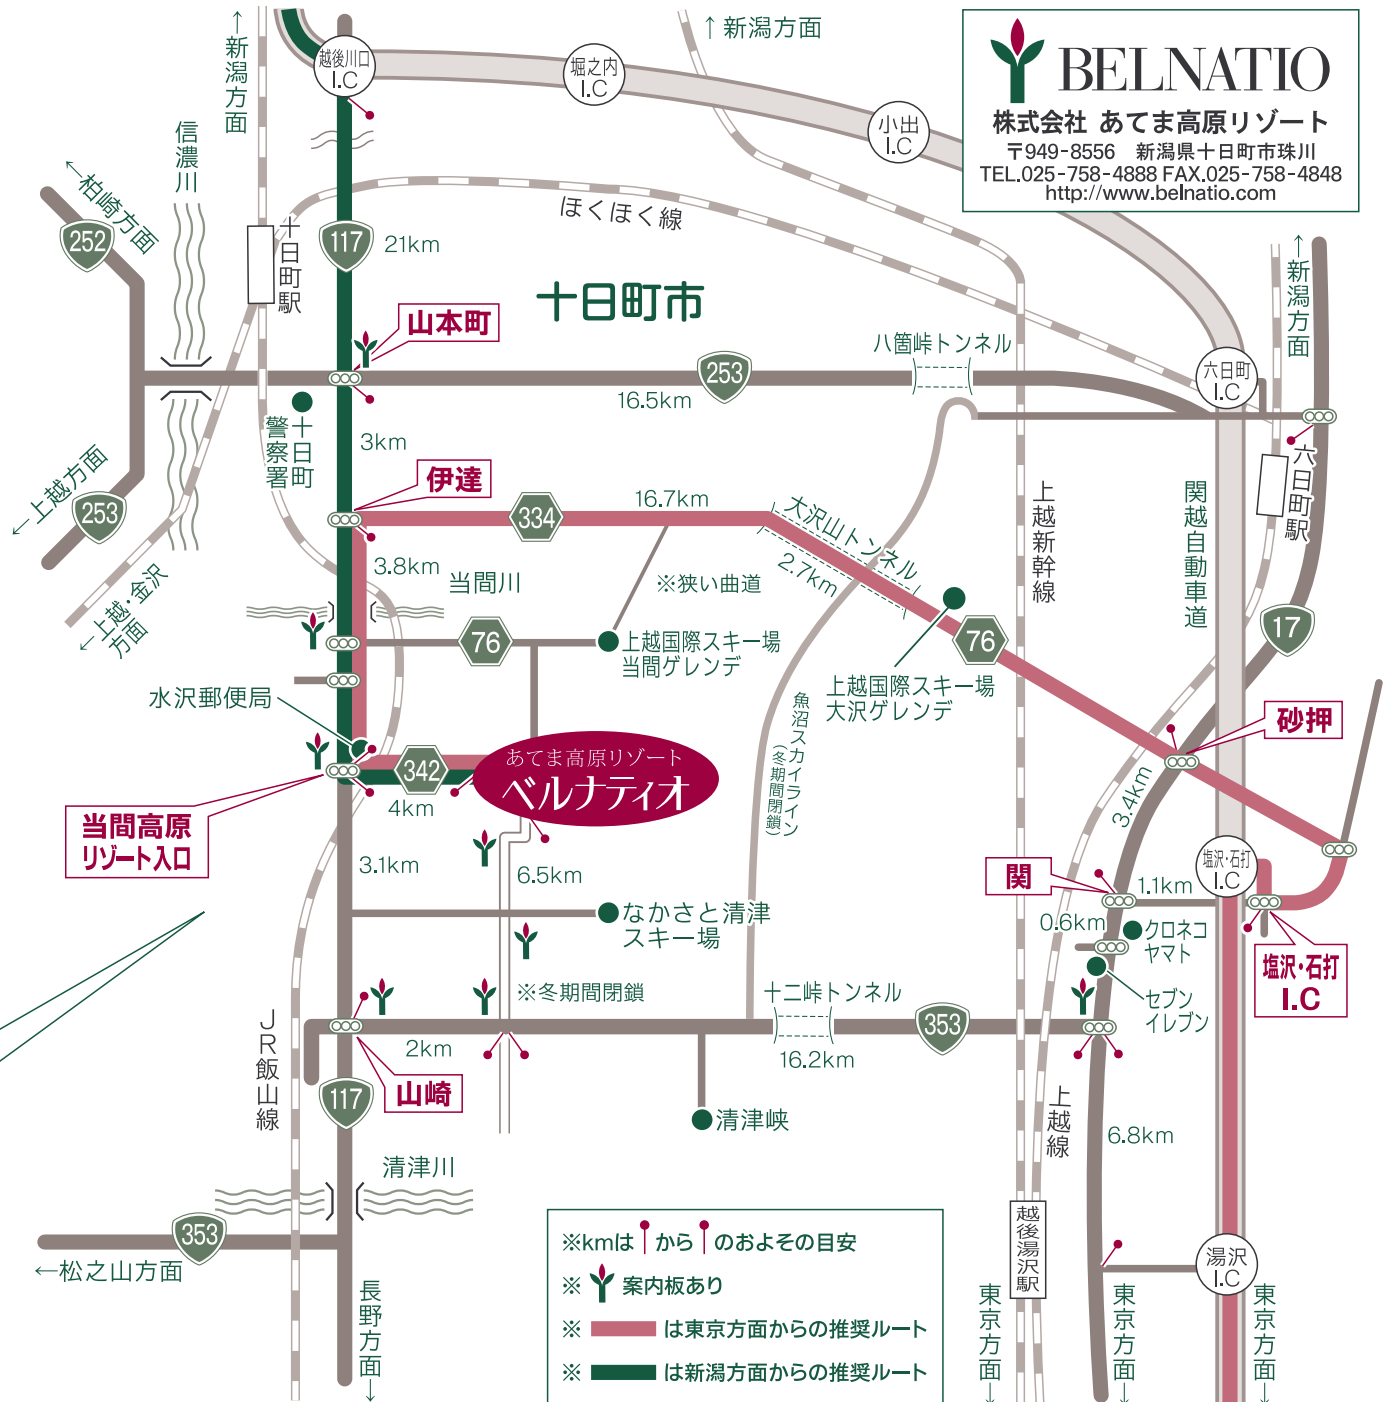 ↑新潟方面
越後川口
I.C
堀之内
I.C
↑新潟方面
小出
I.C
BELNATIO
株式会社 あてま高原リゾート
〒949-8556 新潟県十日町市珠川
TEL.025-758-4888 FAX.025-758-4848
http://www.belnatio.com
信濃川
←柏崎方面
252
十日町駅
117
21km
ほくほく線
十日町市
↑新潟方面
山本町
八箇峠トンネル
六日町
I.C
253
16.5km
十日町
警察署
3km
←上越方面
253
伊達
334
16.7km
大沢山トンネル
2.7km
上越新幹線
関越自動車道
六日町駅
3.8km
当間川
※狭い曲道
←上越・金沢
方面
76
上越国際スキー場
当間ゲレンデ
76
17
上越国際スキー場
大沢ゲレンデ
水沢郵便局
魚沼スカイライン
(冬期間閉鎖)
砂押
342
あてま高原リゾート
ベルナティオ
4km
当間高原
リゾート入口
3.4km
3.1km
6.5km
塩沢・石打
I.C
関
1.1km
0.6km
なかさと清津
スキー場
クロネコ
ヤマト
塩沢・石打
I.C
※冬期間閉鎖
十二峠トンネル
セブン
イレブン
353
2km
16.2km
JR飯山線
117
山崎
清津峡
上越線
6.8km
清津川
353
←松之山方面
越後湯沢駅
湯沢
I.C
長野方面→
東京方面→
東京方面→
東京方面→
※kmは から のおよその目安
※ 案内板あり
※ は東京方面からの推奨ルート
※ は新潟方面からの推奨ルート